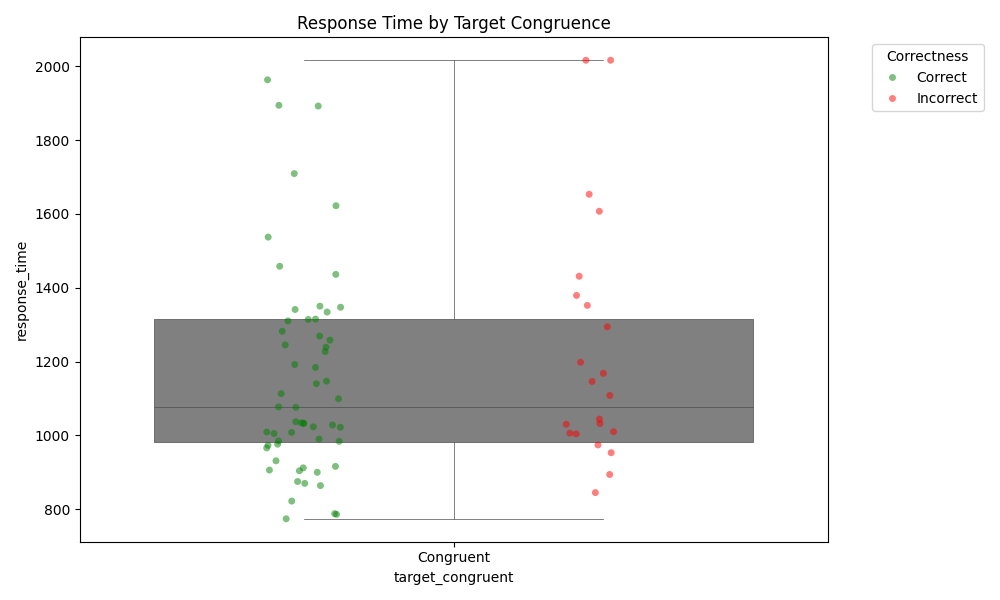 Response Time by Target Congruence
Correctness
Correct
Incorrect
response_time
2000
1800
1600
1400
1200
1000
800
Congruent
target_congruent